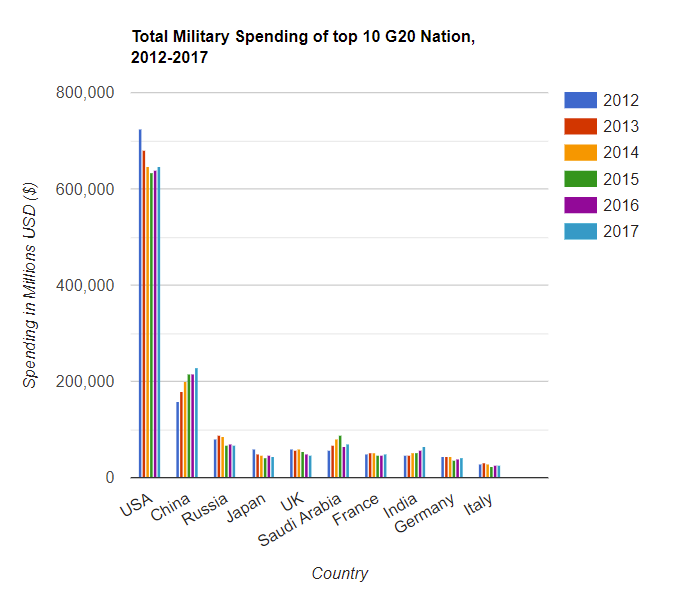 Total Military Spending of top 10 G20 Nation,
2012-2017
800,000
600,000
400,000
200,000
0
Spending in Millions USD ($)
2012
2013
2014
2015
2016
2017
USA
China
Russia
Japan
UK
Saudi Arabia
France
India
Germany
Italy
Country